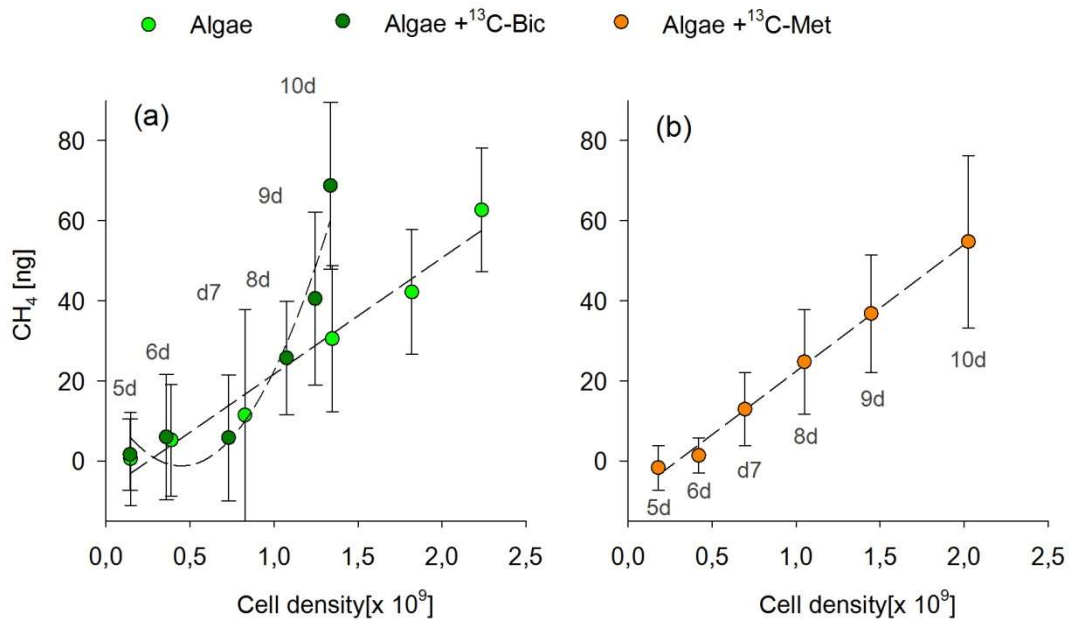 Algae
Algae +¹³C-Bic
Algae +¹³C-Met
(a)
(b)
CH₄ [ng]
80
60
40
20
0
5d
6d
d7
8d
9d
10d
0,0
0,5
1,0
1,5
2,0
2,5
Cell density[x 10⁹]
80
60
40
20
0
5d
6d
d7
8d
9d
10d
0,0
0,5
1,0
1,5
2,0
2,5
Cell density[x 10⁹]